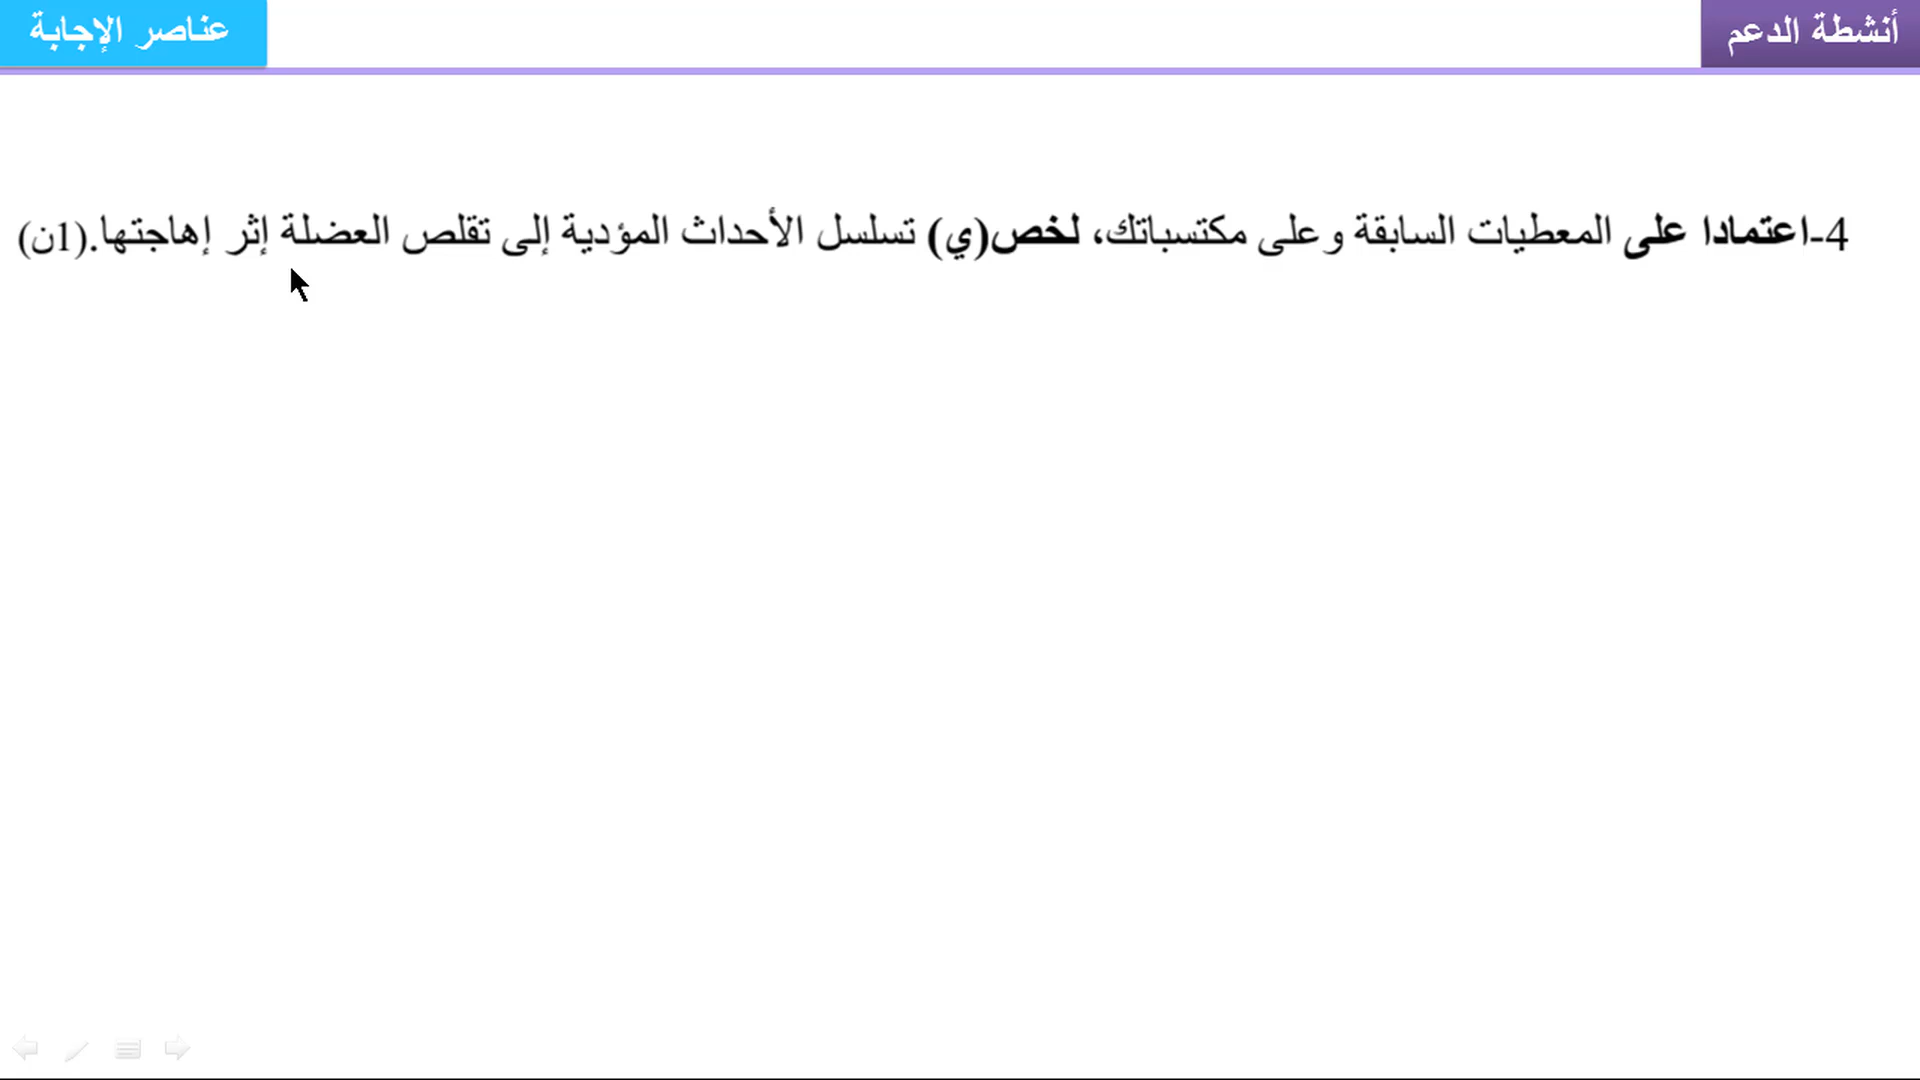 أنشطة الدعم
عناصر الإجابة
4-اعتمادا على المعطيات السابقة وعلى مكتسباتك، لخص(ي) تسلسل الأحداث المؤدية إلى تقلص العضلة إثر إهاجتها.(1ن)